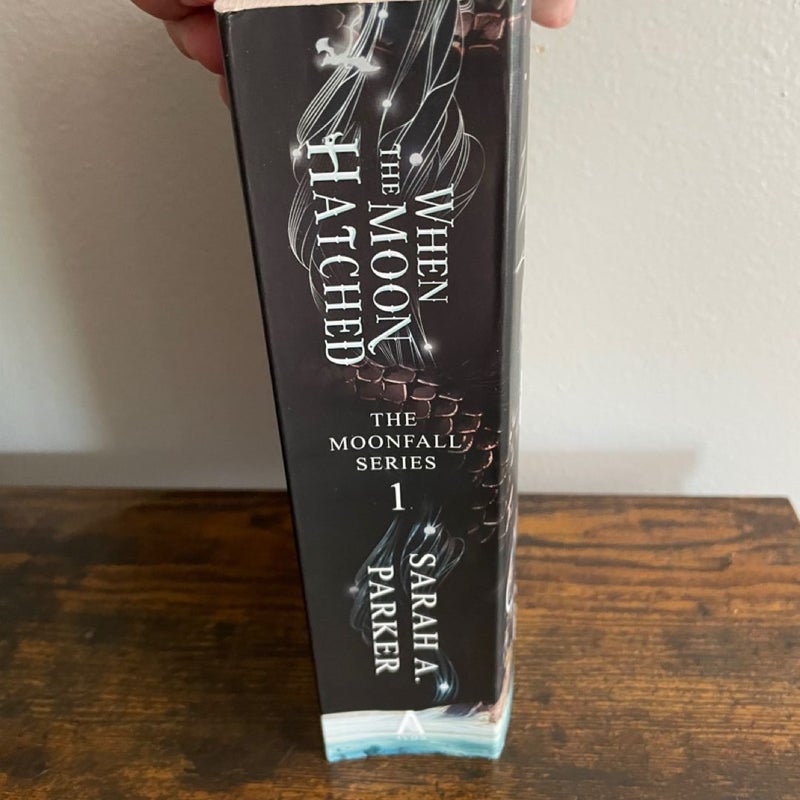 WHEN
THE MOON
HATCHED
THE
MOONFALL
SERIES
1
SARAH A.
PARKER